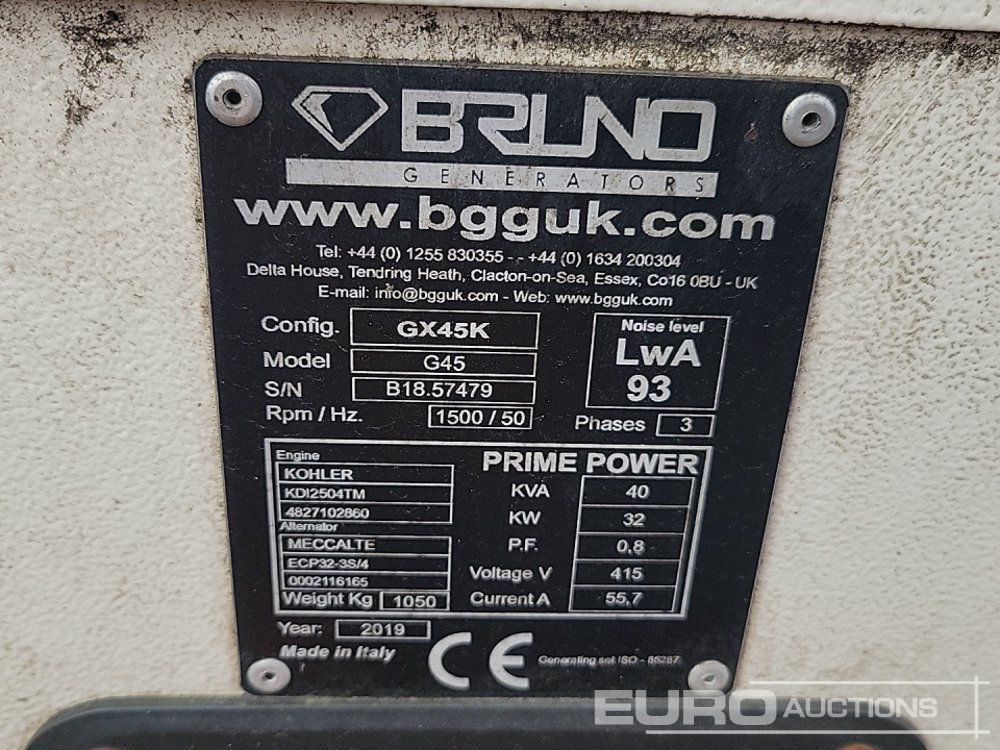 BRUNO
GENERATORS
www.bgguk.com
Tel: +44 (0) 1255 830355 - - +44 (0) 1634 200304
Delta House, Tendring Heath, Clacton-on-Sea, Essex, Co16 0BU - UK
E-mail: info@bgguk.com - Web: www.bgguk.com
Config. GX45K
Model G45
S/N B18.57479
Rpm / Hz. 1500 / 50
Noise level
LwA
93
Phases 3
Engine
KOHLER
KDI2504TM
4827102860
Alternator
MECCALTE
ECP32-3S/4
0002116165
Weight Kg 1050
PRIME POWER
KVA 40
KW 32
P.F. 0,8
Voltage V 415
Current A 55,7
Year: 2019
Made in Italy
CE
Generating set ISO - 85287
EURO AUCTIONS